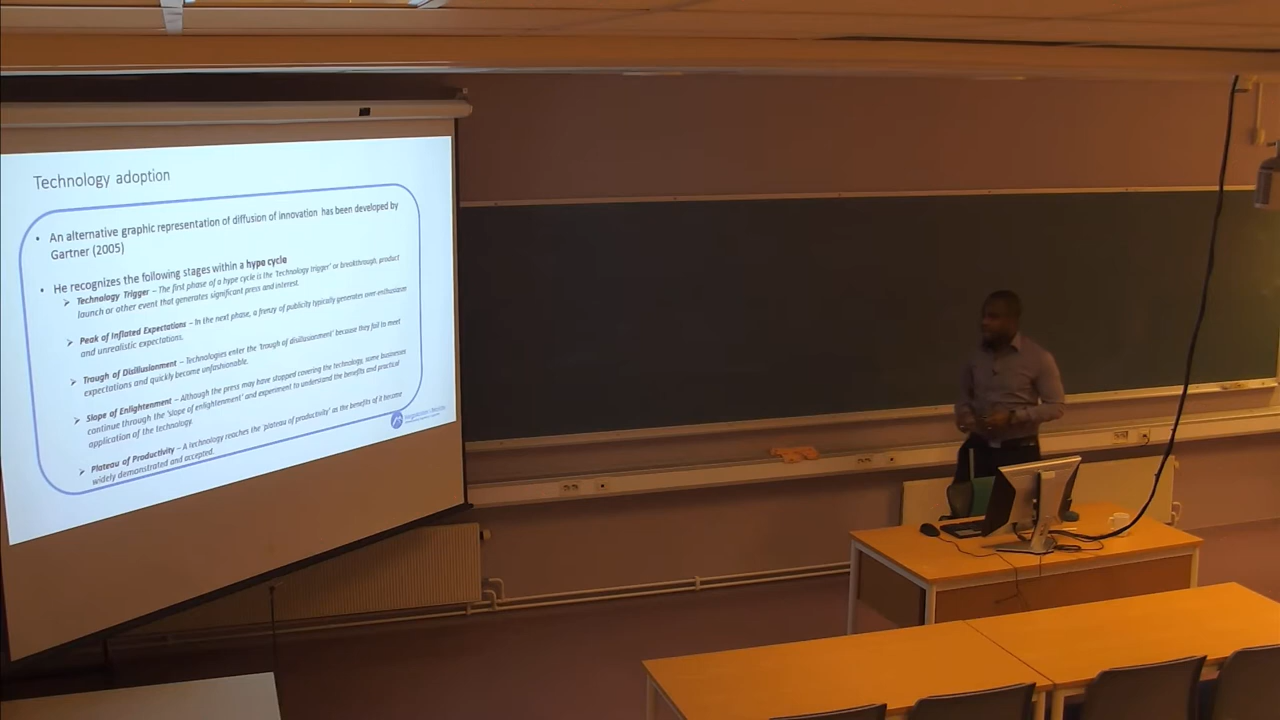 Technology adoption
• An alternative graphic representation of diffusion of innovation has been developed by
Gartner (2005)
• He recognizes the following stages within a hype cycle
➢ Technology Trigger – The first phase of a hype cycle is the 'technology trigger' or breakthrough, product
launch or other event that generates significant press and interest.
➢ Peak of Inflated Expectations – In the next phase, a frenzy of publicity typically generates over-enthusiasm
and unrealistic expectations.
➢ Trough of Disillusionment – Technologies enter the 'trough of disillusionment' because they fail to meet
expectations and quickly become unfashionable.
➢ Slope of Enlightenment – Although the press may have stopped covering the technology, some businesses
continue through the 'slope of enlightenment' and experiment to understand the benefits and practical
application of the technology.
➢ Plateau of Productivity – A technology reaches the 'plateau of productivity' as the benefits of it become
widely demonstrated and accepted.